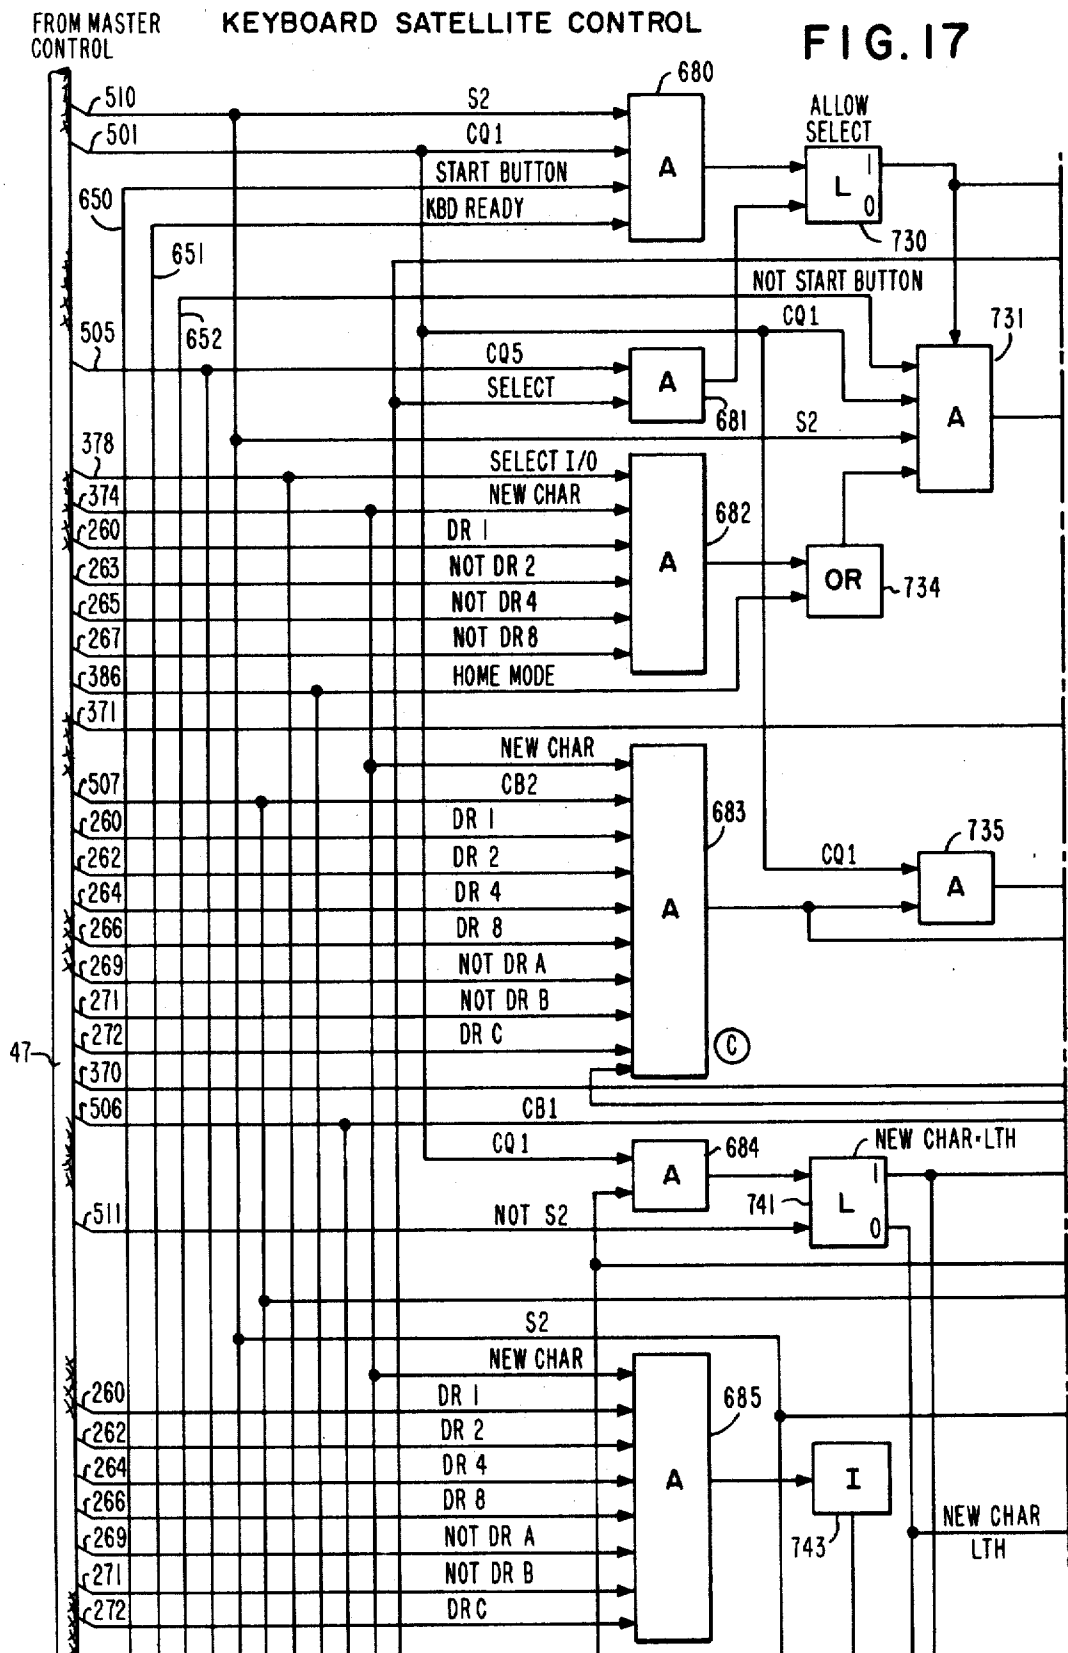 FROM MASTER CONTROL
KEYBOARD SATELLITE CONTROL
FIG. 17
510
S2
680
ALLOW SELECT
501
CQ1
A
L
1
0
START BUTTON
650
KBD READY
730
651
NOT START BUTTON
652
CQ1
731
505
CQ5
A
SELECT
681
A
S2
378
SELECT I/O
374
NEW CHAR
682
260
DR 1
A
263
NOT DR 2
OR
734
265
NOT DR 4
267
NOT DR 8
386
HOME MODE
371
NEW CHAR
507
CB2
683
260
DR 1
735
262
DR 2
CQ1
264
DR 4
A
A
266
DR 8
269
NOT DR A
271
NOT DR B
272
DR C
C
47
370
506
CB1
CQ1
A
684
NEW CHAR·LTH
741
L
1
0
511
NOT S2
S2
NEW CHAR
260
DR 1
685
262
DR 2
264
DR 4
A
I
266
DR 8
743
NEW CHAR
LTH
269
NOT DR A
271
NOT DR B
272
DR C